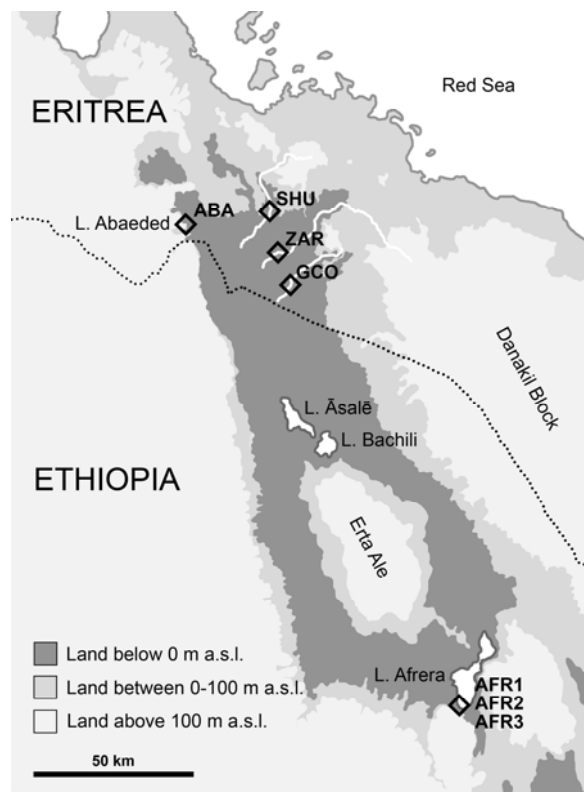 Red Sea
ERITREA
SHU
ABA
L. Abaeded
ZAR
GCO
Danakil Block
L. Āsalē
L. Bachili
ETHIOPIA
Erta Ale
Land below 0 m a.s.l.
L. Afrera
AFR1
Land between 0-100 m a.s.l.
AFR2
Land above 100 m a.s.l.
AFR3
50 km